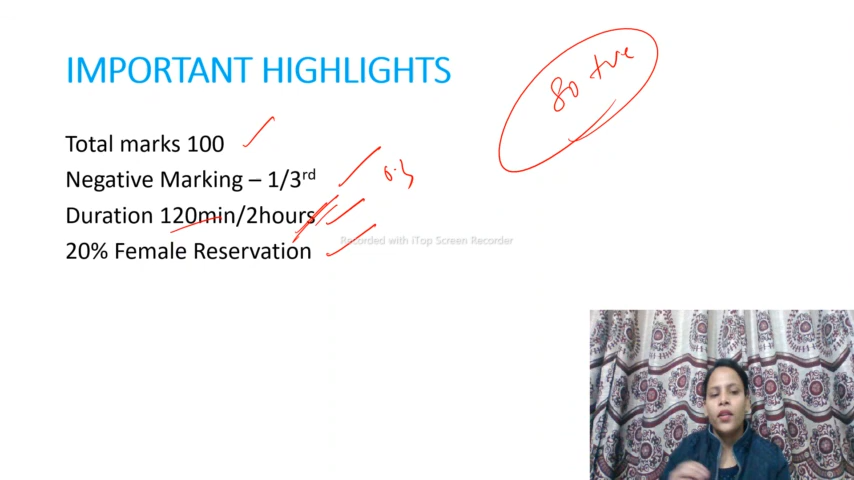 IMPORTANT HIGHLIGHTS
80 +ve
Total marks 100
Negative Marking – 1/3rd
0.3
Duration 120min/2hours
20% Female Reservation
Recorded with iTop Screen Recorder